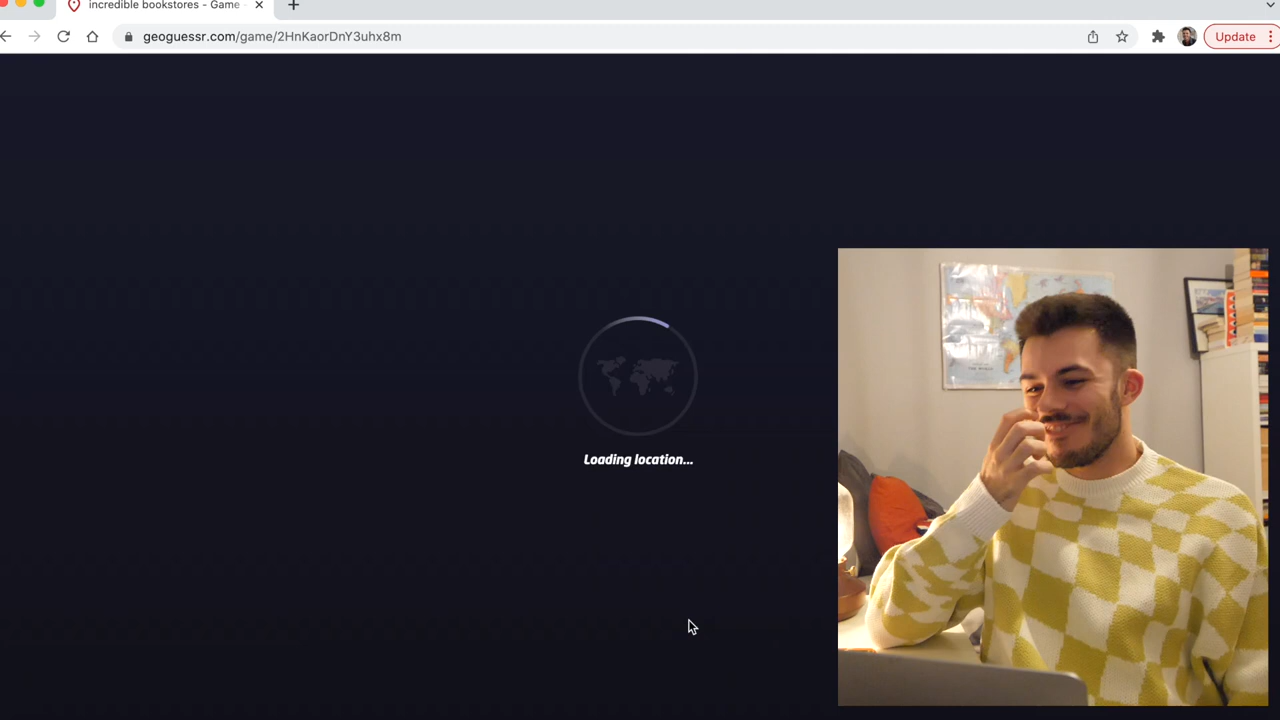 incredible bookstores - Game -
geoguessr.com/game/2HnKaorDnY3uhx8m
Update
Loading location...